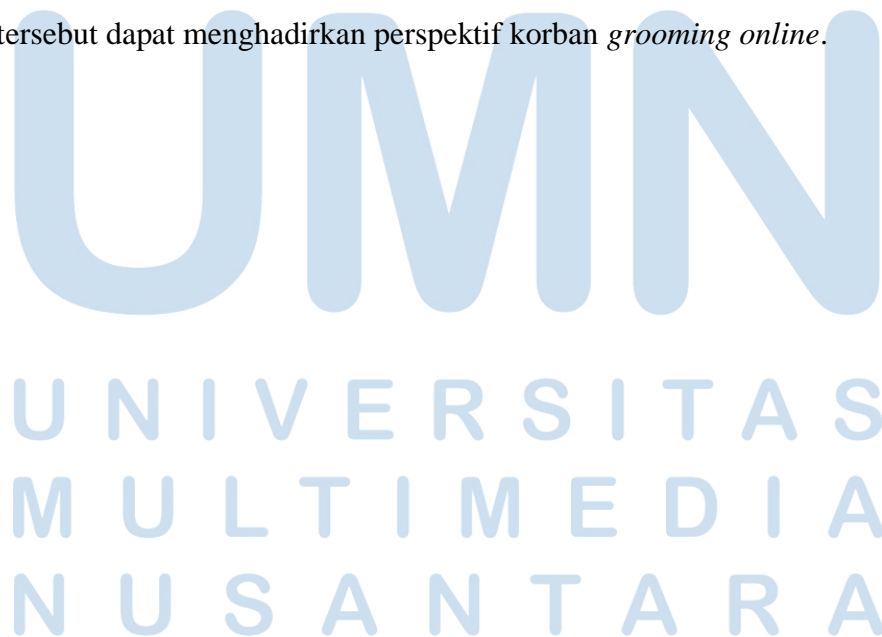 tersebut dapat menghadirkan perspektif korban grooming online.
UMN
UNIVERSITAS
MULTIMEDIA
NUSANTARA